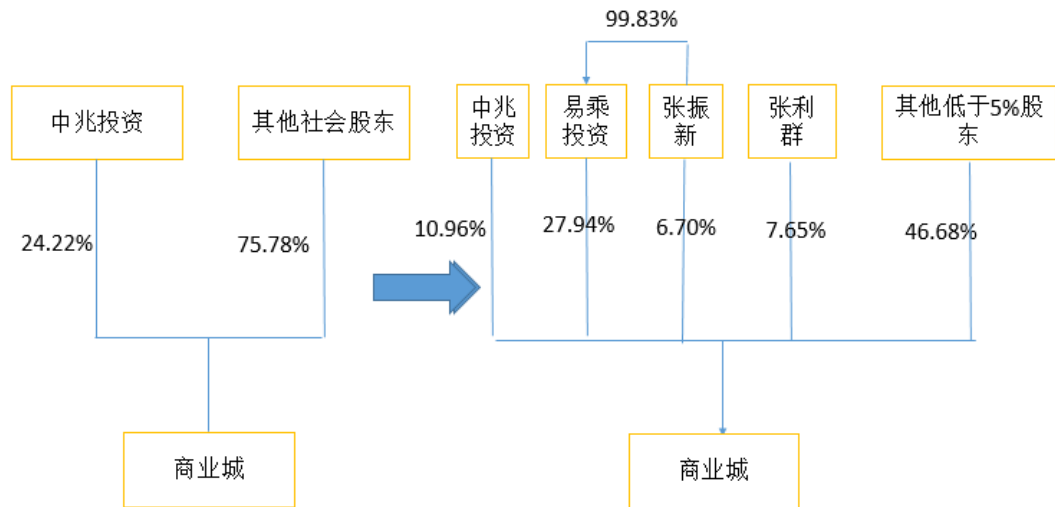 99.83%
中兆投资
其他社会股东
中兆
投资
易乘
投资
张振
新
张利
群
其他低于5%股
东
24.22%
75.78%
10.96%
27.94%
6.70%
7.65%
46.68%
商业城
商业城